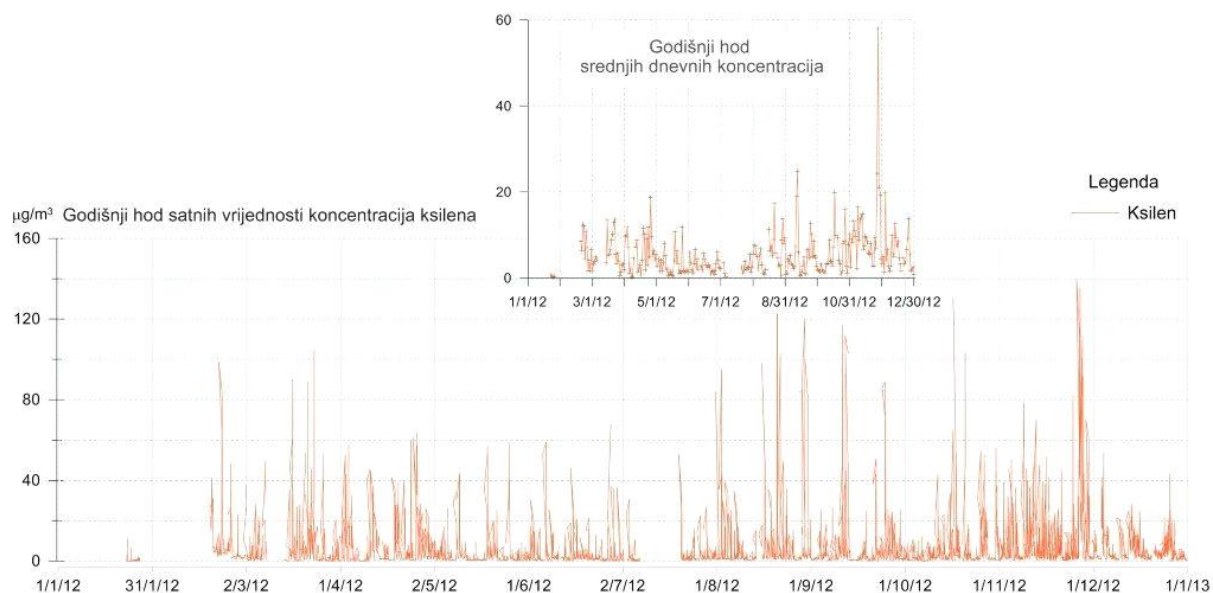 60
Godišnji hod
srednjih dnevnih koncentracija
40
20
0
1/1/12 3/1/12 5/1/12 7/1/12 8/31/12 10/31/12 12/30/12
Legenda
Ksilen
µg/m³ Godišnji hod satnih vrijednosti koncentracija ksilena
160
120
80
40
0
1/1/12 31/1/12 2/3/12 1/4/12 2/5/12 1/6/12 2/7/12 1/8/12 1/9/12 1/10/12 1/11/12 1/12/12 1/1/13